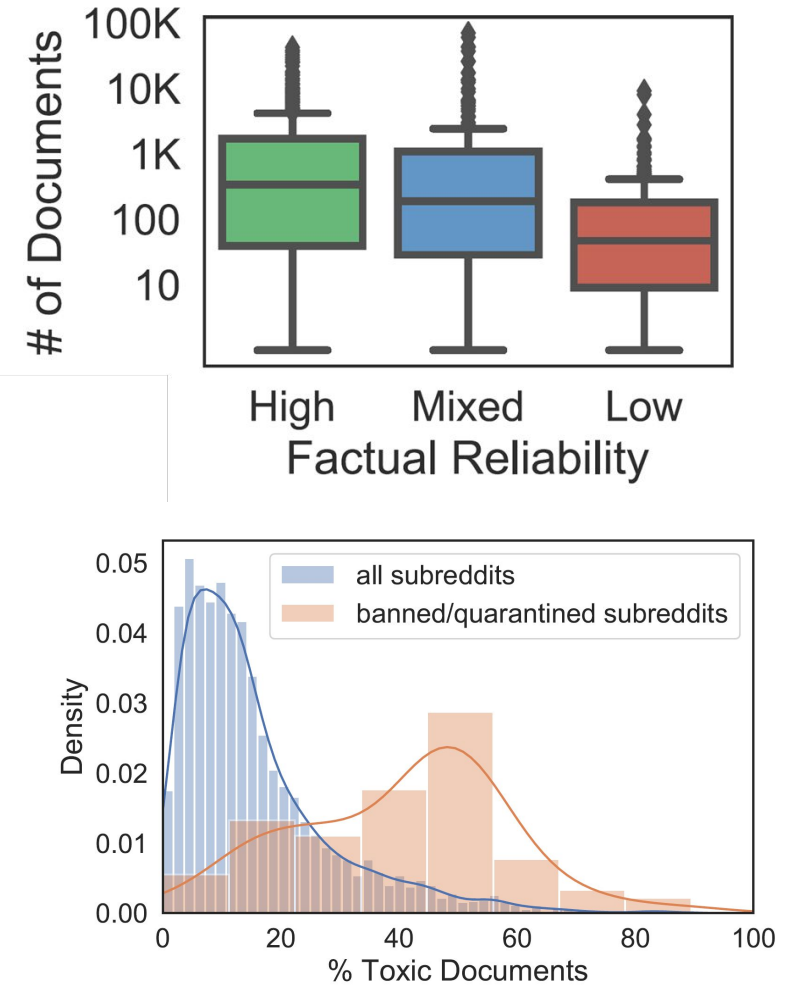 # of Documents
100K
10K
1K
100
10
High Mixed Low
Factual Reliability
all subreddits
banned/quarantined subreddits
Density
0.05
0.04
0.03
0.02
0.01
0.00
0 20 40 60 80 100
% Toxic Documents